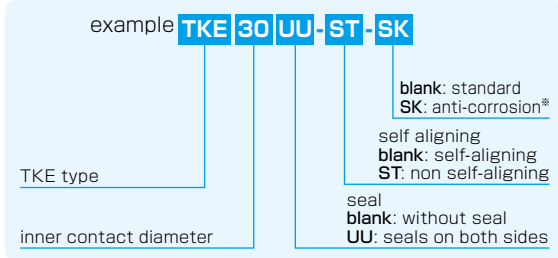 example TKE 30 UU - ST - SK
blank: standard
SK: anti-corrosion※
self aligning
blank: self-aligning
ST: non self-aligning
TKE type
seal
blank: without seal
UU: seals on both sides
inner contact diameter